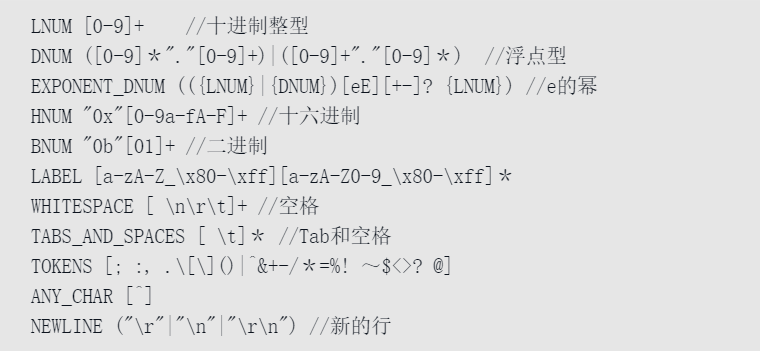 LNUM [0-9]+    //十进制整型
DNUM ([0-9]*"."[0-9]+)|([0-9]+"."[0-9]*)  //浮点型
EXPONENT_DNUM (({LNUM}|{DNUM})[eE][+-]? {LNUM}) //e的幂
HNUM "0x"[0-9a-fA-F]+ //十六进制
BNUM "0b"[01]+ //二进制
LABEL [a-zA-Z_\x80-\xff][a-zA-Z0-9_\x80-\xff]*
WHITESPACE [ \n\r\t]+ //空格
TABS_AND_SPACES [ \t]* //Tab和空格
TOKENS [; :, .\[\]()|^&+-/*=%! ～$<>? @]
ANY_CHAR [^]
NEWLINE ("\r"|"\n"|"\r\n") //新的行